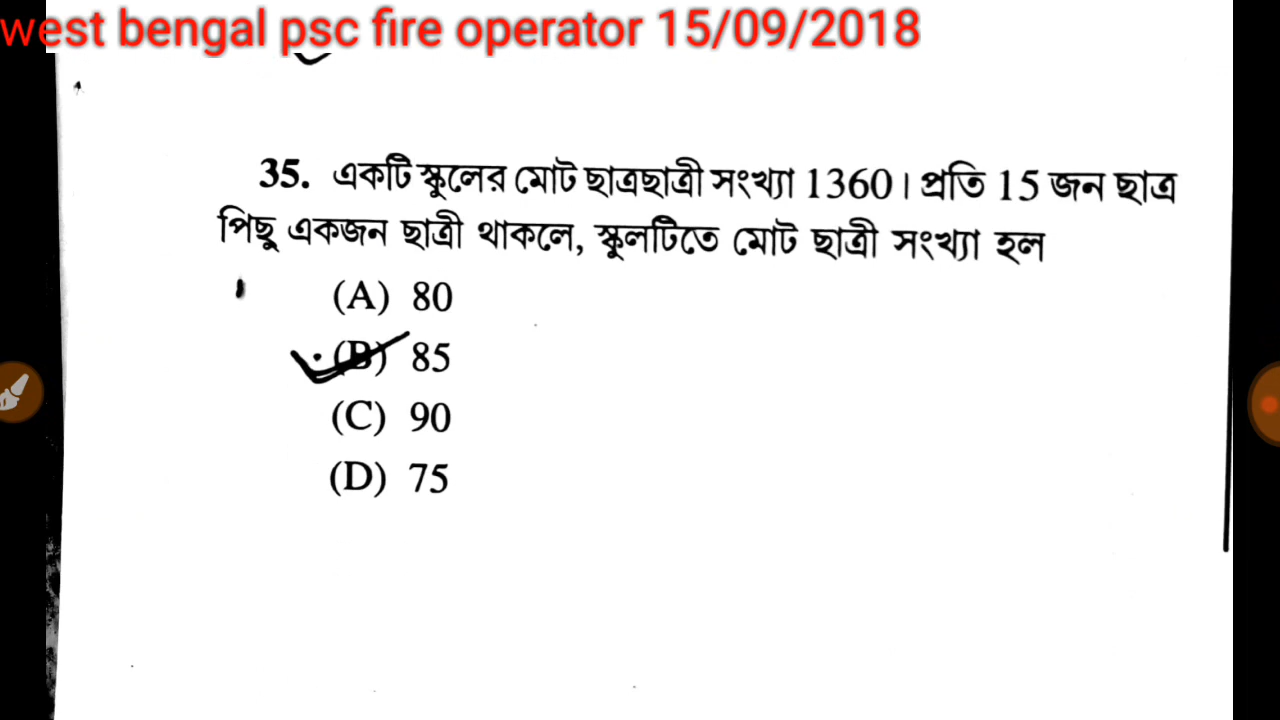 west bengal psc fire operator 15/09/2018
35. একটি স্কুলের মোট ছাত্রছাত্রী সংখ্যা 1360। প্রতি 15 জন ছাত্র
পিছু একজন ছাত্রী থাকলে, স্কুলটিতে মোট ছাত্রী সংখ্যা হল
(A) 80
(B) 85
(C) 90
(D) 75